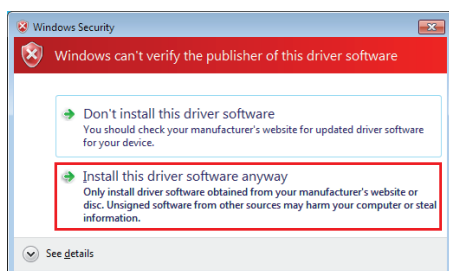 Windows Security
Windows can't verify the publisher of this driver software
Don't install this driver software
You should check your manufacturer's website for updated driver software
for your device.
Install this driver software anyway
Only install driver software obtained from your manufacturer's website or
disc. Unsigned software from other sources may harm your computer or steal
information.
See details